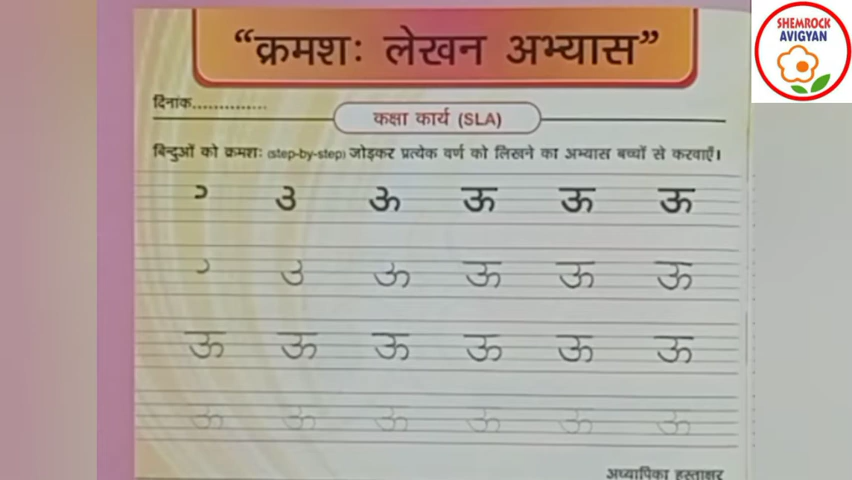 SHEMROCK
AVIGYAN
“क्रमशः लेखन अभ्यास”
दिनांक..............
कक्षा कार्य (SLA)
बिन्दुओं को क्रमशः (step-by-step) जोड़कर प्रत्येक वर्ण को लिखने का अभ्यास बच्चों से करवाएँ।
उ ऊ ऊ ऊ ऊ
उ ऊ ऊ ऊ ऊ
ऊ ऊ ऊ ऊ ऊ ऊ
ऊ ऊ ऊ ऊ ऊ ऊ
अध्यापिका हस्ताक्षर